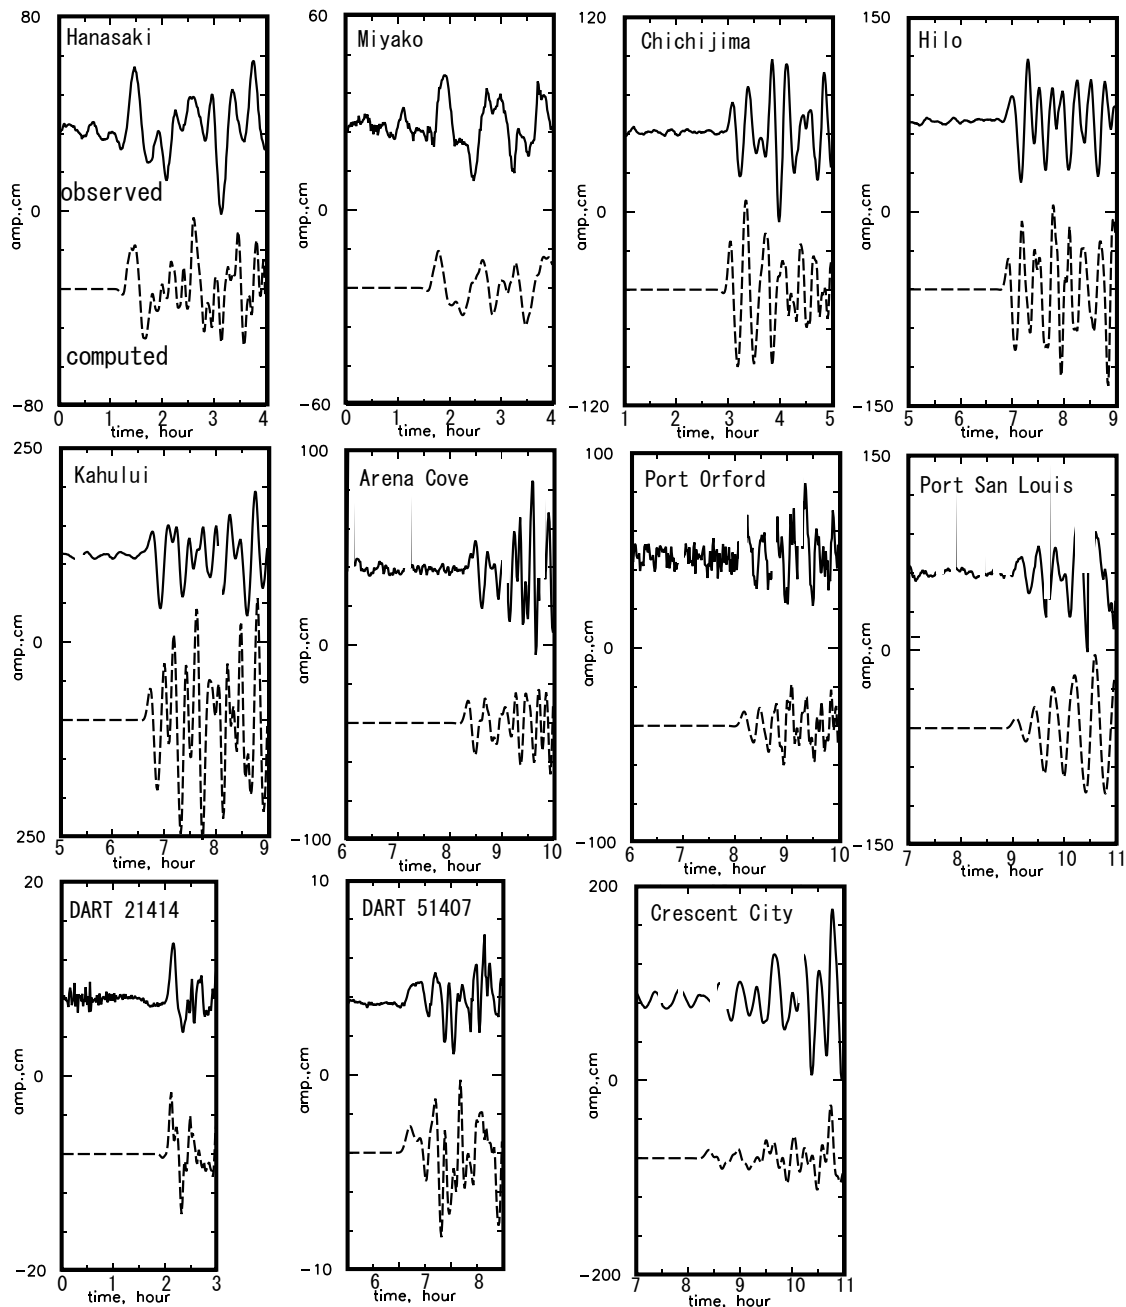 80
Hanasaki
0
amp.,cm
observed
computed
-80
0 1 2 3 4
time, hour
60
Miyako
0
amp.,cm
-60
0 1 2 3 4
time, hour
120
Chichijima
0
amp.,cm
-120
1 2 3 4 5
time, hour
150
Hilo
0
amp.,cm
-150
5 6 7 8 9
time, hour
250
Kahului
0
amp.,cm
250
5 6 7 8 9
time, hour
100
Arena Cove
0
amp.,cm
-100
6 7 8 9 10
time, hour
100
Port Orford
0
amp.,cm
-100
6 7 8 9 10
time, hour
150
Port San Louis
0
amp.,cm
-150
7 8 9 10 11
time, hour
20
DART 21414
0
amp.,cm
-20
0 1 2 3
time, hour
10
DART 51407
0
amp.,cm
-10
6 7 8
time, hour
200
Crescent City
0
amp.,cm
-200
7 8 9 10 11
time, hour